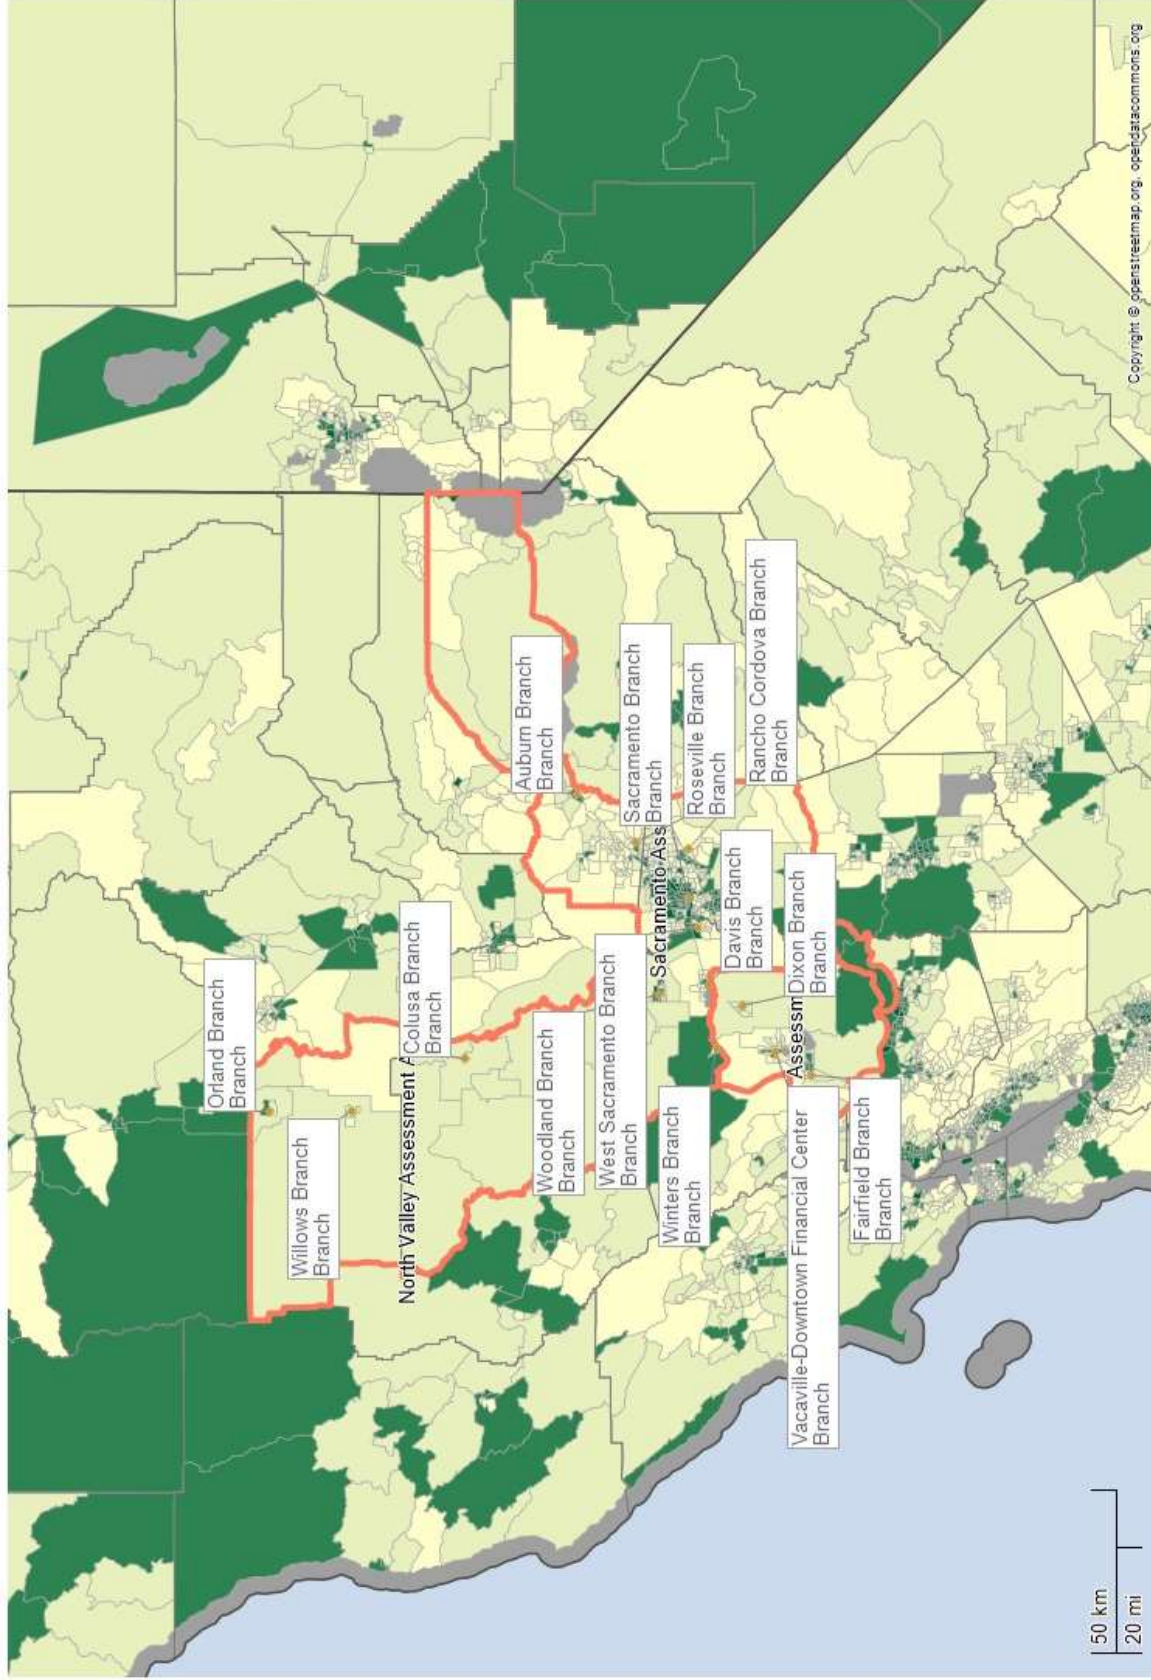 Orland Branch
Branch
Willows Branch
Branch
Colusa Branch
Branch
North Valley Assessment A
Auburn Branch
Branch
Woodland Branch
Branch
West Sacramento Branch
Branch
Sacramento Branch
Branch
Sacramento Ass
Winters Branch
Branch
Roseville Branch
Branch
Davis Branch
Branch
Rancho Cordova Branch
Branch
Dixon Branch
Branch
Assessm
Vacaville-Downtown Financial Center
Branch
Fairfield Branch
Branch
50 km
20 mi
Copyright © openstreetmap.org, opendatacommons.org